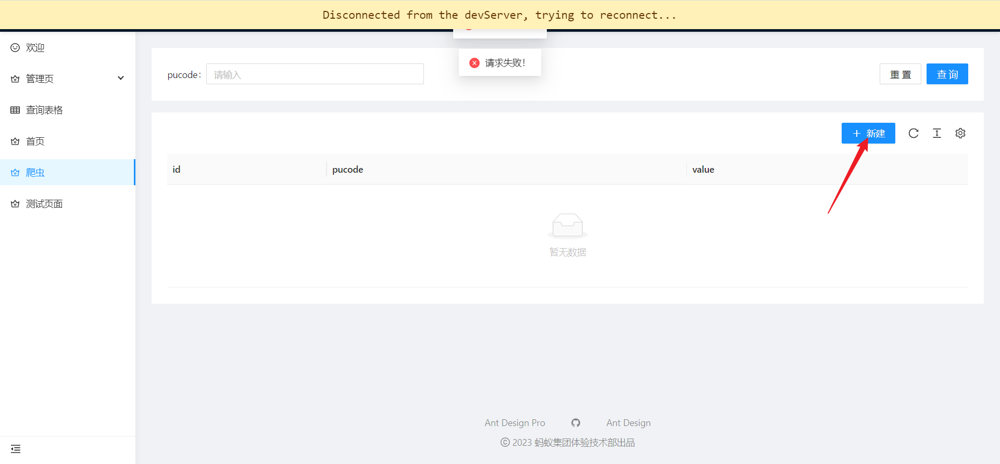 Disconnected from the devServer, trying to reconnect...
请求失败!
欢迎
管理页
查询表格
首页
爬虫
测试页面
pucode:
请输入
重 置
查 询
新建
id
pucode
value
暂无数据
Ant Design Pro
Ant Design
© 2023 蚂蚁集团体验技术部出品